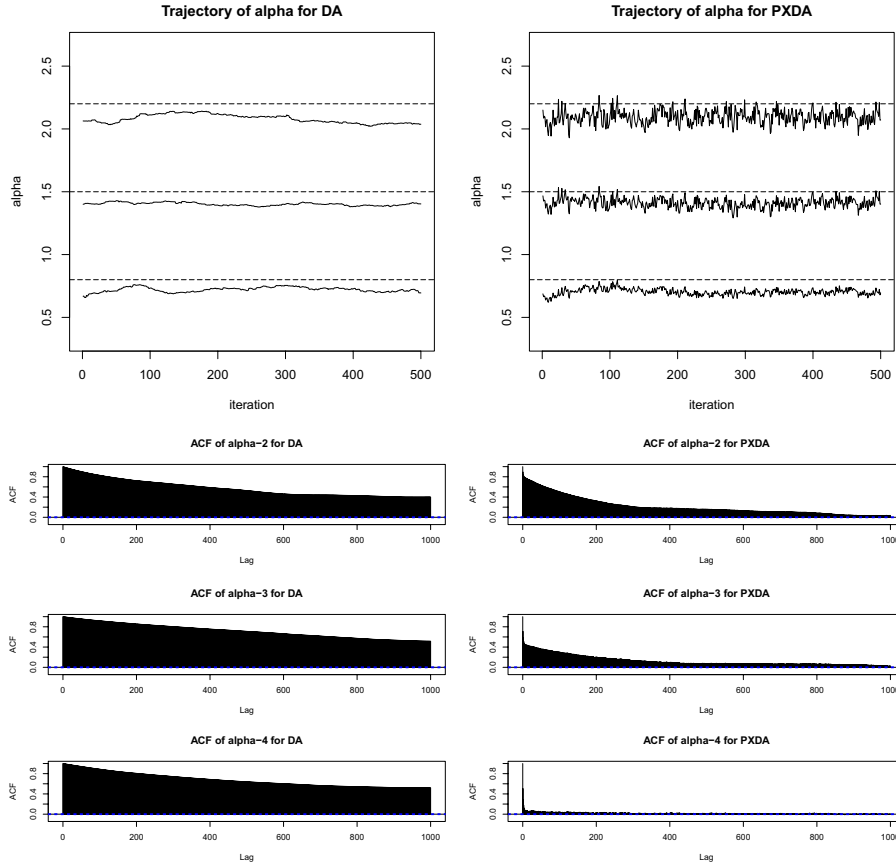 Trajectory of alpha for DA
alpha
0.5 1.0 1.5 2.0 2.5
0 100 200 300 400 500
iteration
Trajectory of alpha for PXDA
alpha
0.5 1.0 1.5 2.0 2.5
0 100 200 300 400 500
iteration
ACF of alpha−2 for DA
ACF
0.0 0.4 0.8
0 200 400 600 800 1000
Lag
ACF of alpha−2 for PXDA
ACF
0.0 0.4 0.8
0 200 400 600 800 1000
Lag
ACF of alpha−3 for DA
ACF
0.0 0.4 0.8
0 200 400 600 800 1000
Lag
ACF of alpha−3 for PXDA
ACF
0.0 0.4 0.8
0 200 400 600 800 1000
Lag
ACF of alpha−4 for DA
ACF
0.0 0.4 0.8
0 200 400 600 800 1000
Lag
ACF of alpha−4 for PXDA
ACF
0.0 0.4 0.8
0 200 400 600 800 1000
Lag